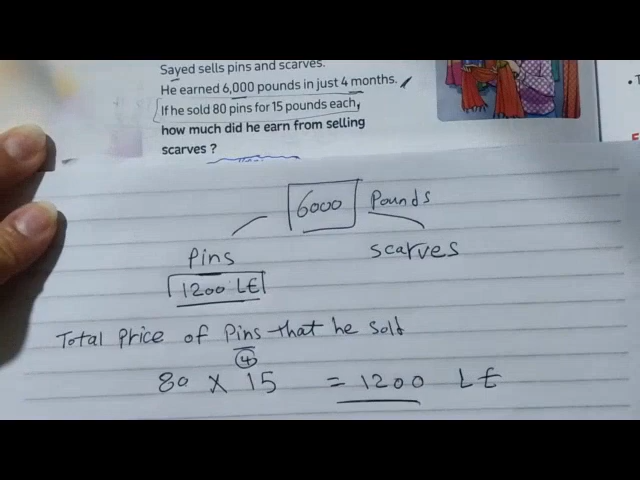 Sayed sells pins and scarves.
He earned 6,000 pounds in just 4 months.
If he sold 80 pins for 15 pounds each,
how much did he earn from selling
scarves ?
6000 Pounds
Pins scarves
1200 LE
Total Price of Pins that he sold
4
80 X 15 = 1200 LE